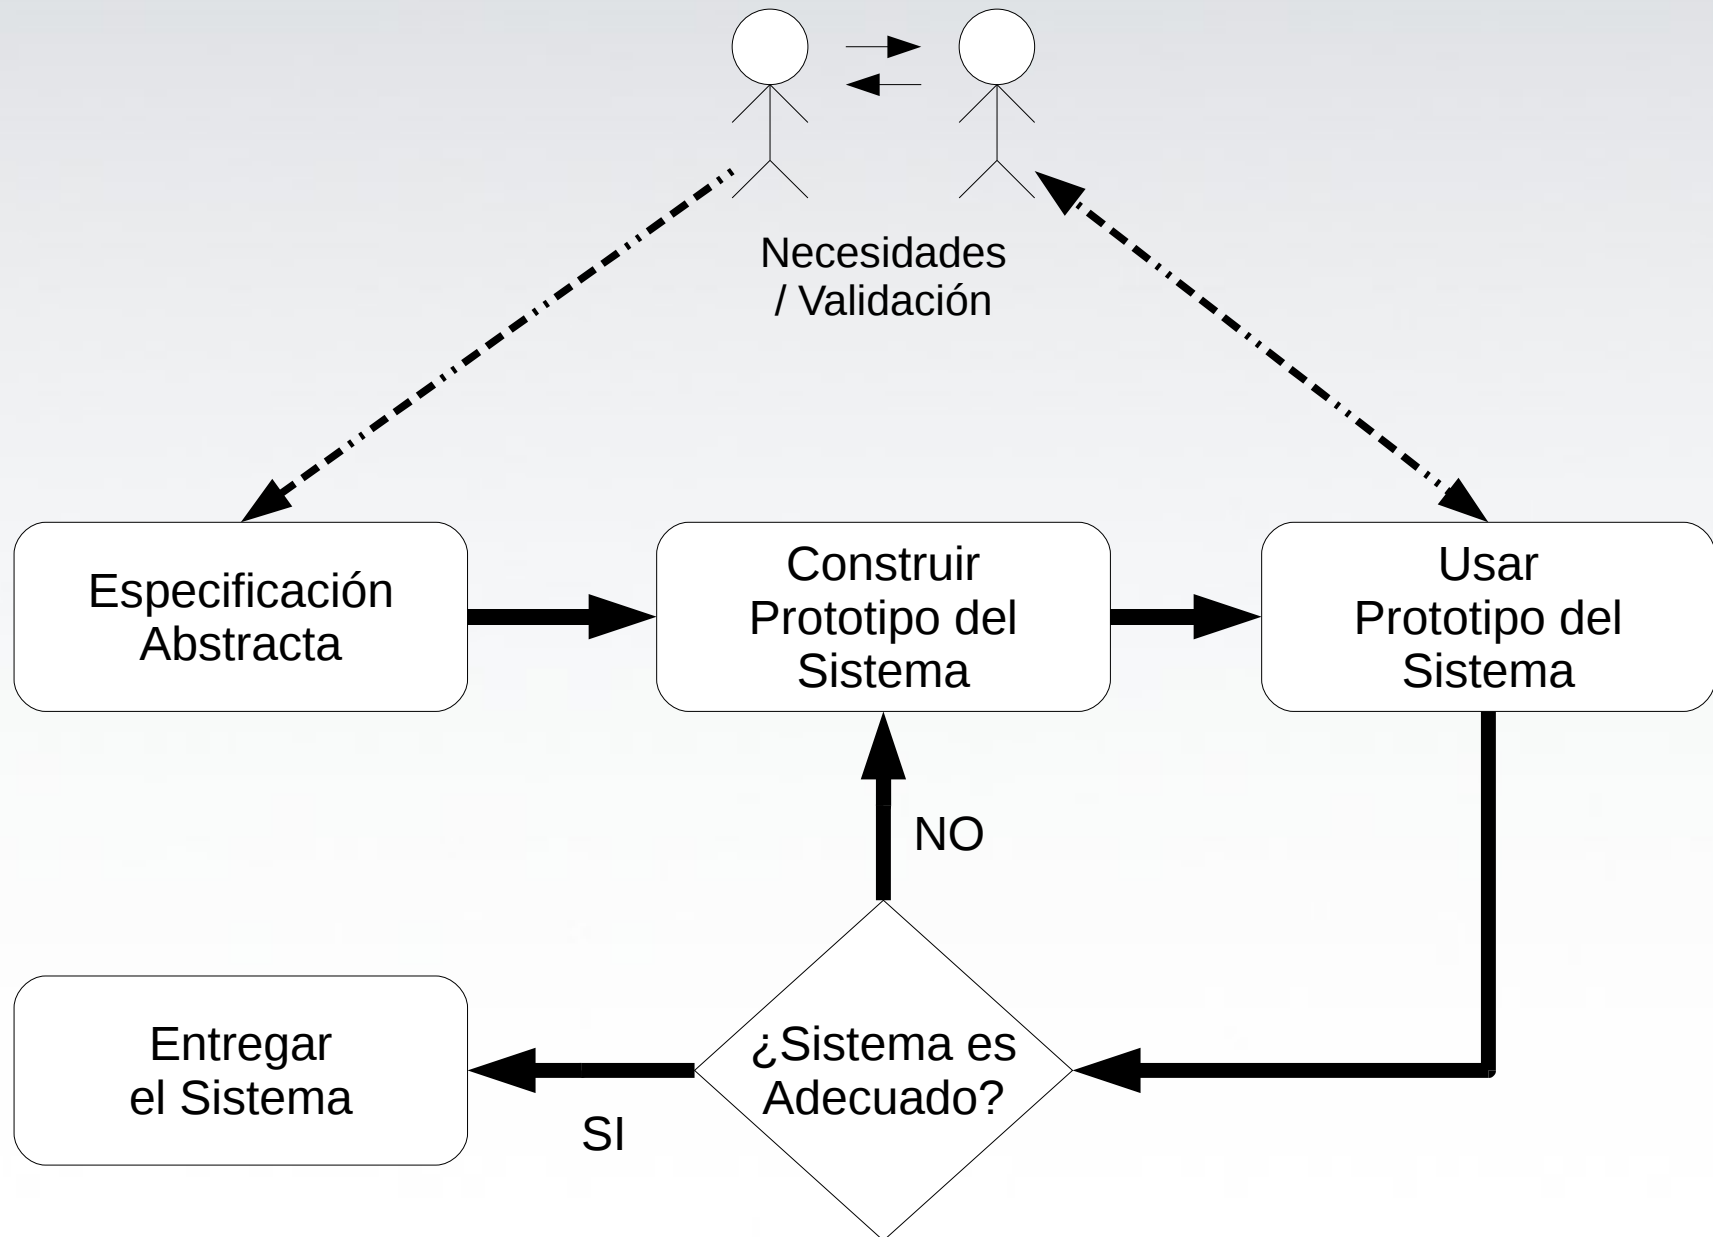 Necesidades
/ Validación
Especificación
Abstracta
Construir
Prototipo del
Sistema
Usar
Prototipo del
Sistema
NO
¿Sistema es
Adecuado?
SI
Entregar
el Sistema